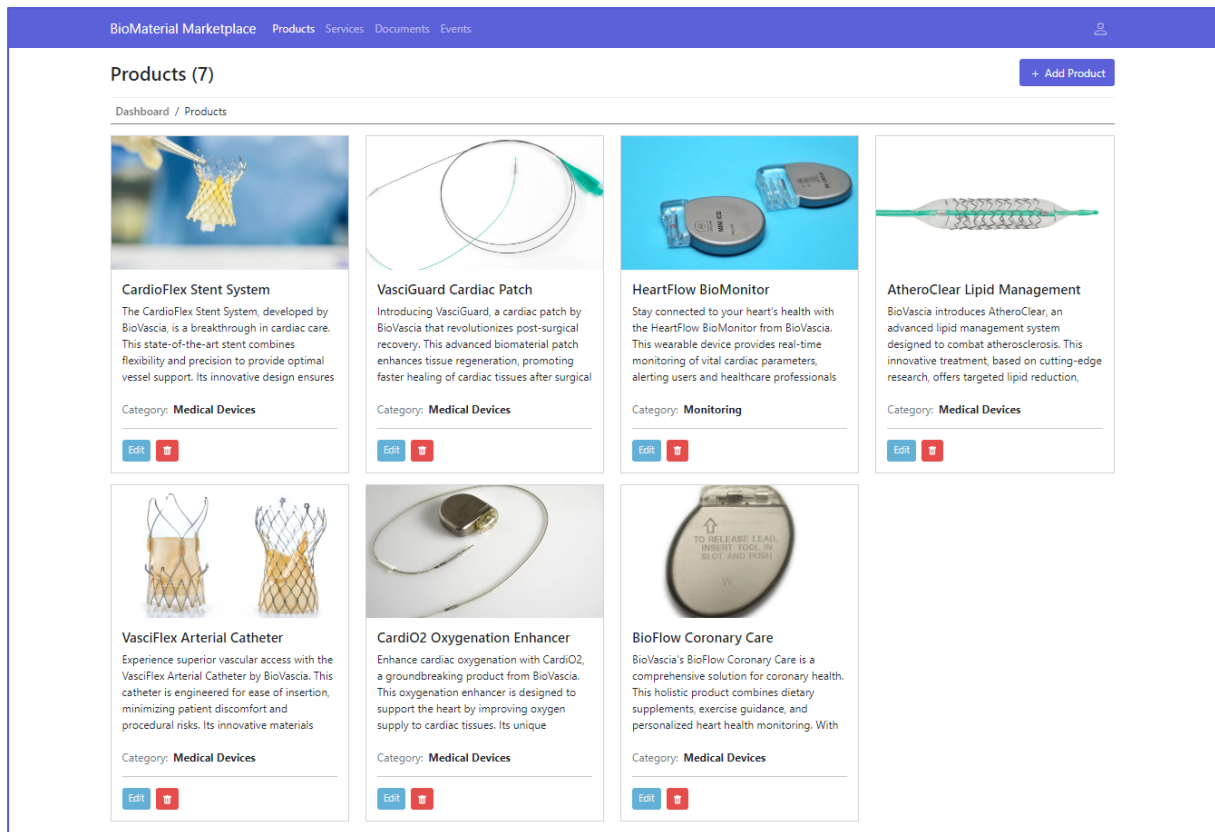 BioMaterial Marketplace Products Services Documents Events
Products (7)
+ Add Product
Dashboard / Products
CardioFlex Stent System
The CardioFlex Stent System, developed by
BioVascia, is a breakthrough in cardiac care.
This state-of-the-art stent combines
flexibility and precision to provide optimal
vessel support. Its innovative design ensures
Category: Medical Devices
Edit
VasciGuard Cardiac Patch
Introducing VasciGuard, a cardiac patch by
BioVascia that revolutionizes post-surgical
recovery. This advanced biomaterial patch
enhances tissue regeneration, promoting
faster healing of cardiac tissues after surgical
Category: Medical Devices
Edit
MINI ICD
HeartFlow BioMonitor
Stay connected to your heart's health with
the HeartFlow BioMonitor from BioVascia.
This wearable device provides real-time
monitoring of vital cardiac parameters,
alerting users and healthcare professionals
Category: Monitoring
Edit
AtheroClear Lipid Management
BioVascia introduces AtheroClear, an
advanced lipid management system
designed to combat atherosclerosis. This
innovative treatment, based on cutting-edge
research, offers targeted lipid reduction,
Category: Medical Devices
Edit
VasciFlex Arterial Catheter
Experience superior vascular access with the
VasciFlex Arterial Catheter by BioVascia. This
catheter is engineered for ease of insertion,
minimizing patient discomfort and
procedural risks. Its innovative materials
Category: Medical Devices
Edit
CardiO2 Oxygenation Enhancer
Enhance cardiac oxygenation with CardiO2,
a groundbreaking product from BioVascia.
This oxygenation enhancer is designed to
support the heart by improving oxygen
supply to cardiac tissues. Its unique
Category: Medical Devices
Edit
TO RELEASE LEAD,
INSERT TOOL IN
SLOT AND PUSH
W
BioFlow Coronary Care
BioVascia's BioFlow Coronary Care is a
comprehensive solution for coronary health.
This holistic product combines dietary
supplements, exercise guidance, and
personalized heart health monitoring. With
Category: Medical Devices
Edit